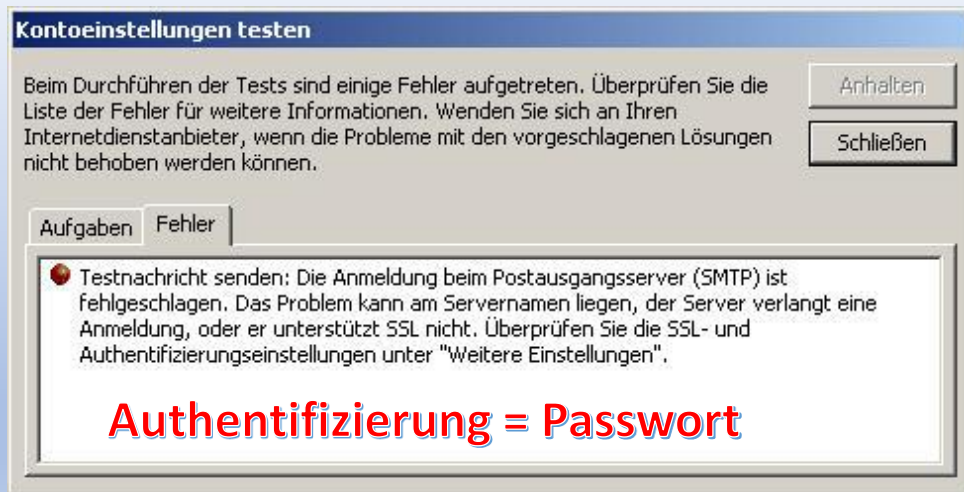 Kontoeinstellungen testen
Beim Durchführen der Tests sind einige Fehler aufgetreten. Überprüfen Sie die
Liste der Fehler für weitere Informationen. Wenden Sie sich an Ihren
Internetdienstanbieter, wenn die Probleme mit den vorgeschlagenen Lösungen
nicht behoben werden können.
Anhalten
Schließen
Aufgaben
Fehler
Testnachricht senden: Die Anmeldung beim Postausgangsserver (SMTP) ist
fehlgeschlagen. Das Problem kann am Servernamen liegen, der Server verlangt eine
Anmeldung, oder er unterstützt SSL nicht. Überprüfen Sie die SSL- und
Authentifizierungseinstellungen unter "Weitere Einstellungen".
Authentifizierung = Passwort